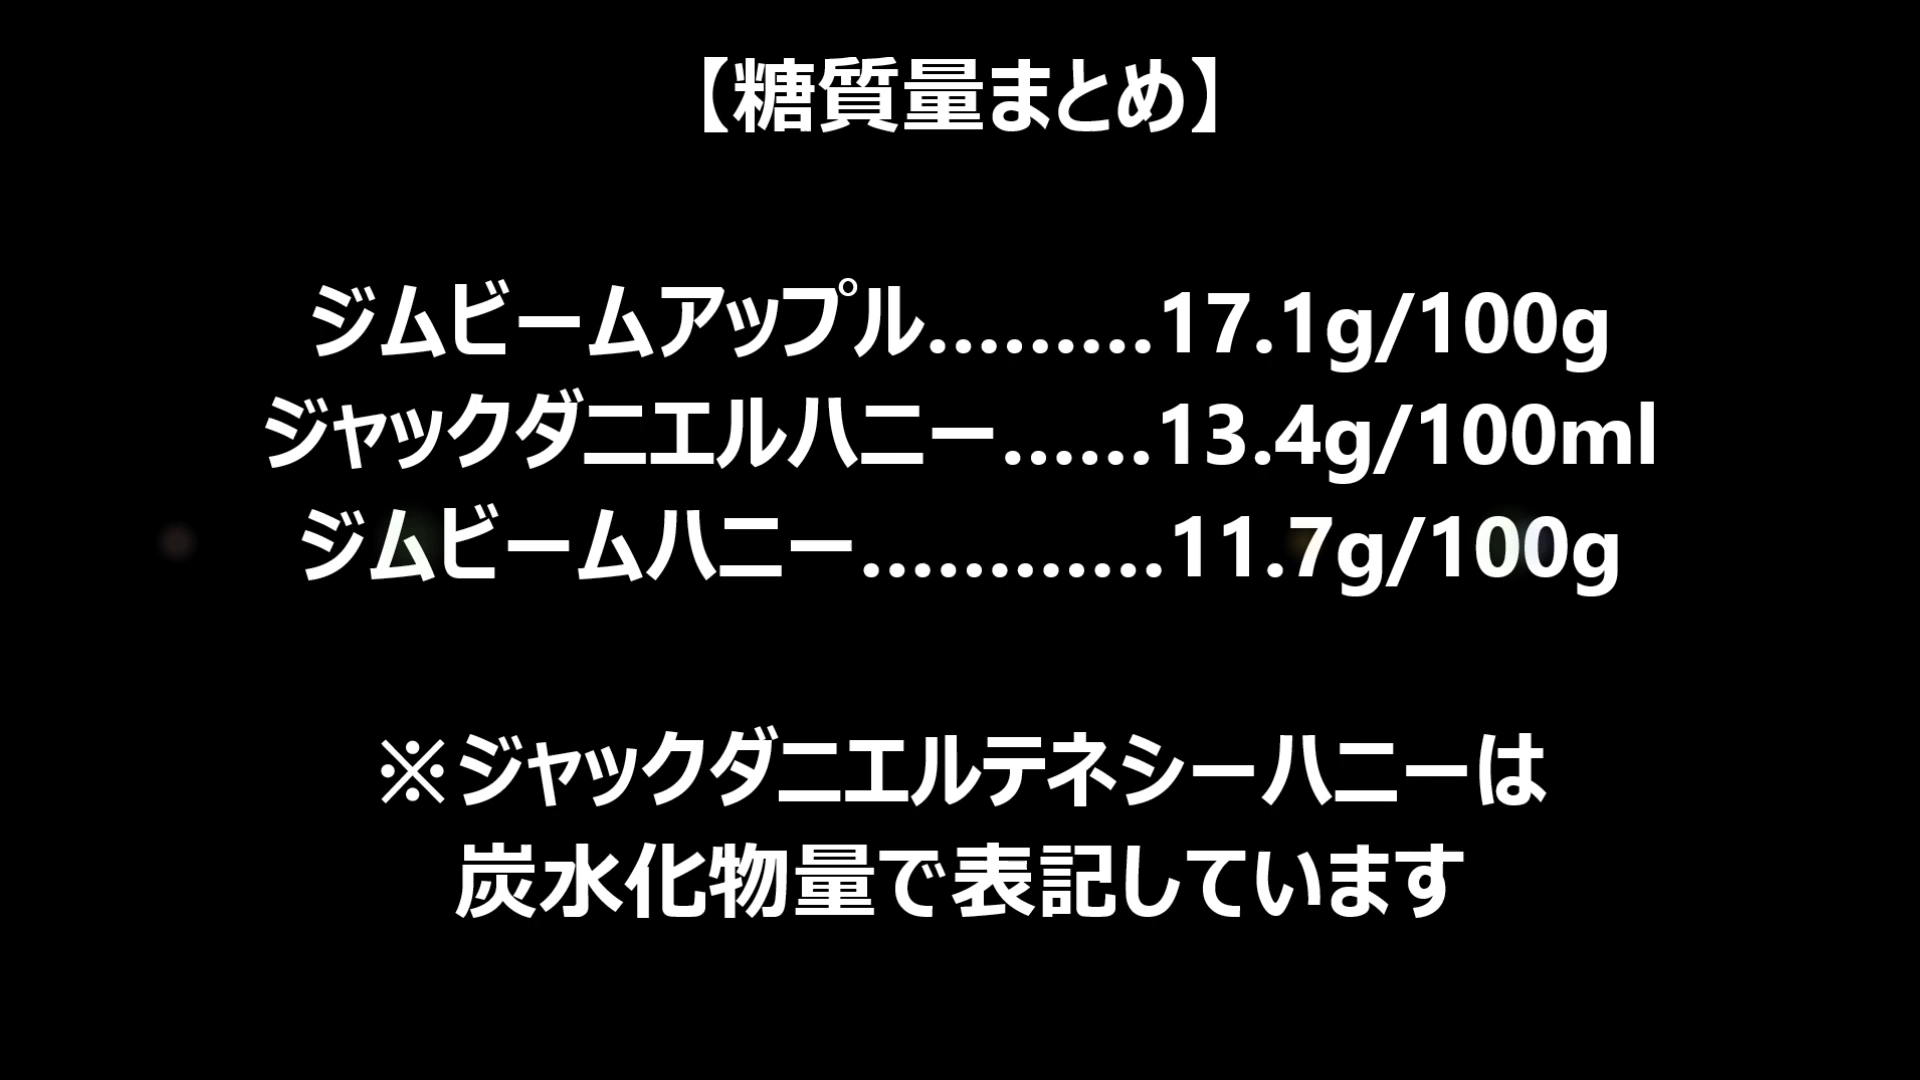 【糖質量まとめ】
ジムビームアップル.........17.1g/100g
ジャックダニエルハニー......13.4g/100ml
ジムビームハニー............11.7g/100g
※ジャックダニエルテネシーハニーは
炭水化物量で表記しています